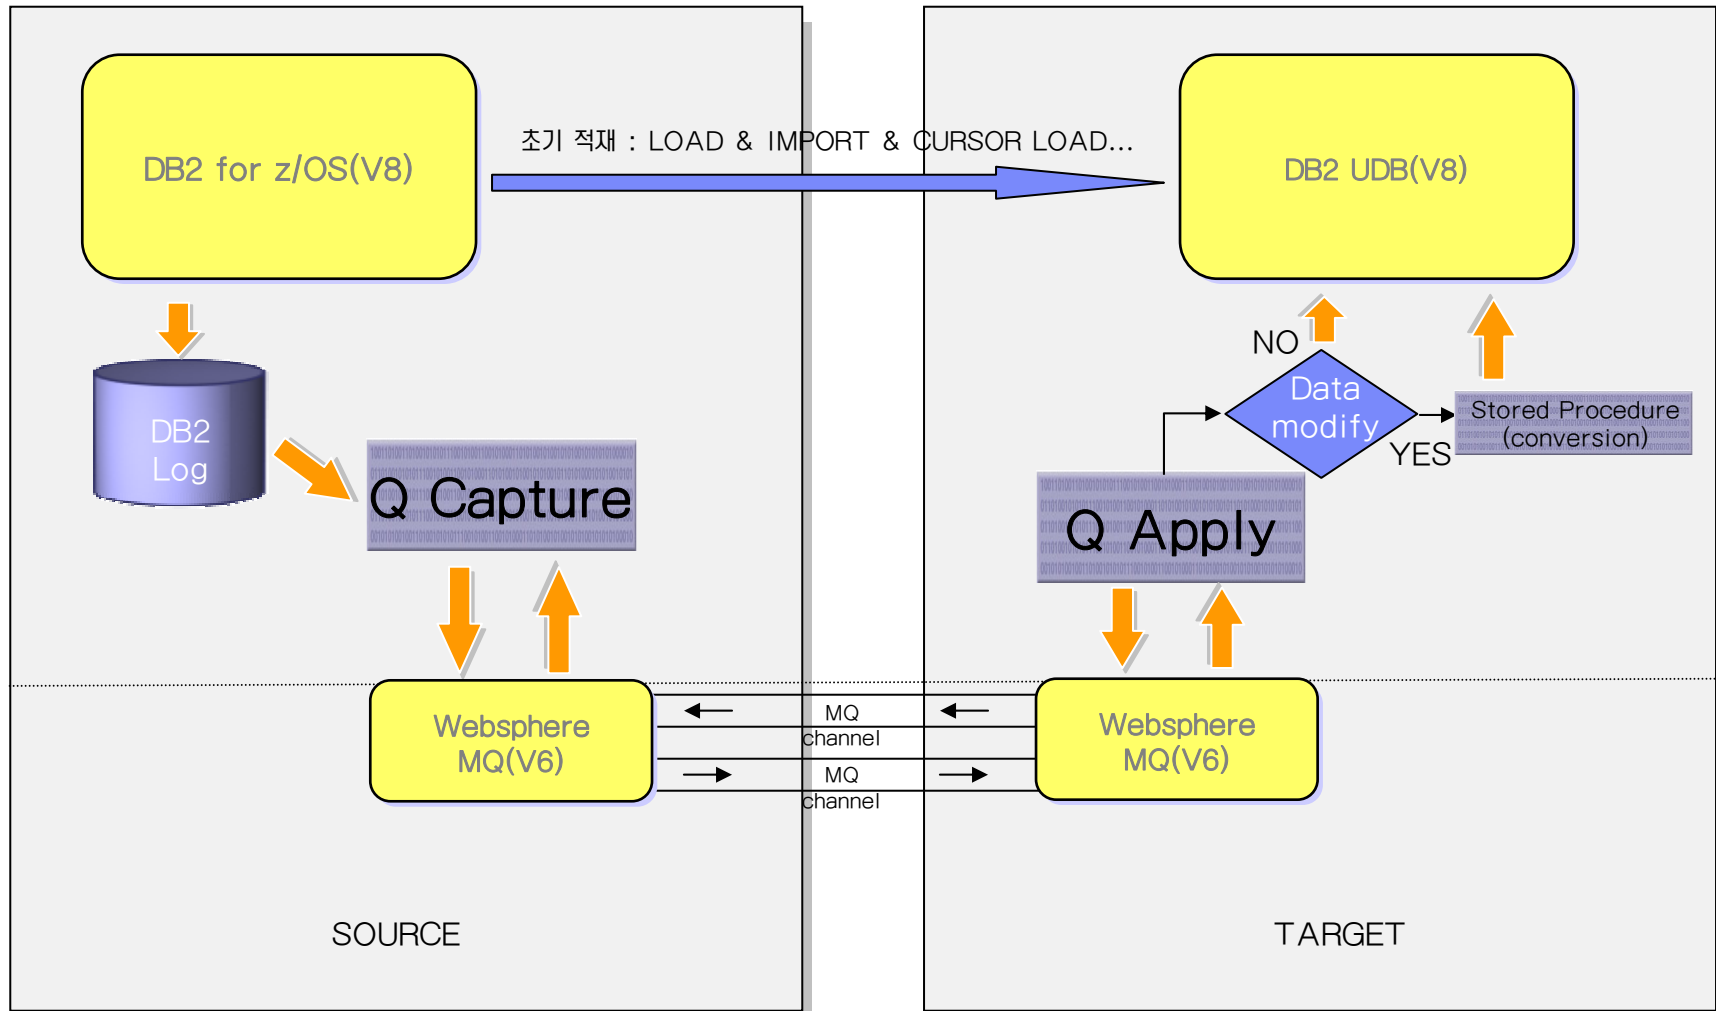 초기 적재 : LOAD & IMPORT & CURSOR LOAD...
DB2 for z/OS(V8)
DB2 UDB(V8)
NO
Data
modify
YES
Stored Procedure
(conversion)
DB2
Log
Q Capture
Q Apply
Websphere
MQ(V6)
MQ
channel
MQ
channel
Websphere
MQ(V6)
SOURCE
TARGET